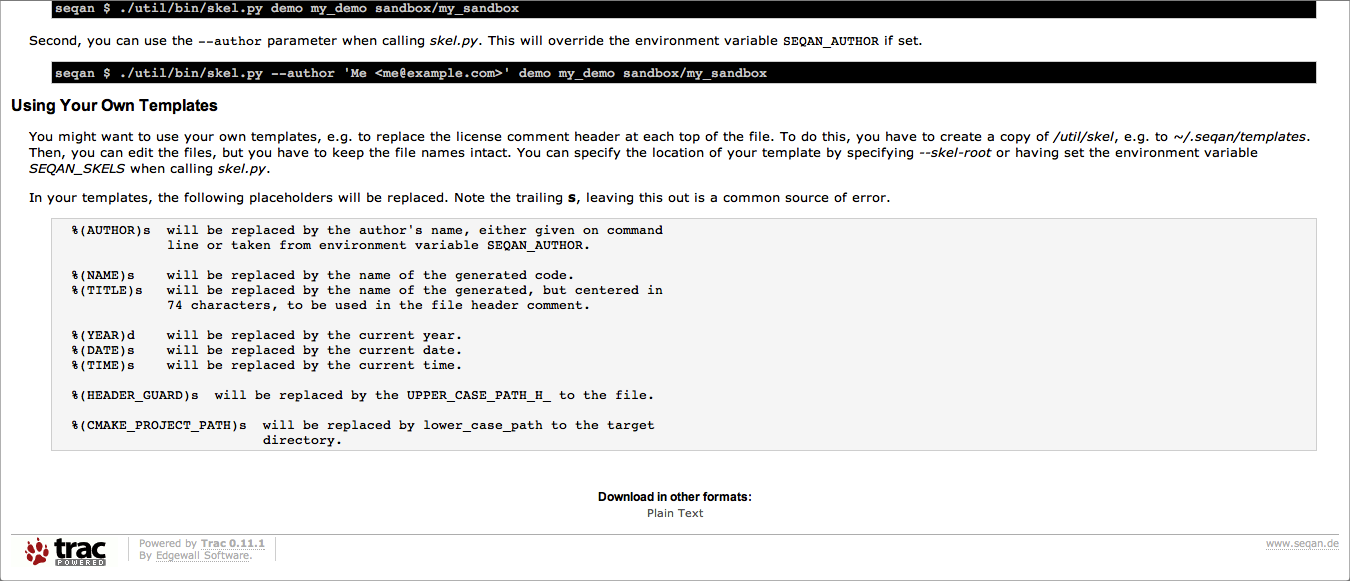 seqan $ ./util/bin/skel.py demo my_demo sandbox/my_sandbox
Second, you can use the --author parameter when calling skel.py. This will override the environment variable SEQAN_AUTHOR if set.
seqan $ ./util/bin/skel.py --author 'Me <me@example.com>' demo my_demo sandbox/my_sandbox
Using Your Own Templates
You might want to use your own templates, e.g. to replace the license comment header at each top of the file. To do this, you have to create a copy of /util/skel, e.g. to ~/.seqan/templates.
Then, you can edit the files, but you have to keep the file names intact. You can specify the location of your template by specifying --skel-root or having set the environment variable
SEQAN_SKELS when calling skel.py.
In your templates, the following placeholders will be replaced. Note the trailing s, leaving this out is a common source of error.
%(AUTHOR)s  will be replaced by the author's name, either given on command
line or taken from environment variable SEQAN_AUTHOR.
%(NAME)s    will be replaced by the name of the generated code.
%(TITLE)s   will be replaced by the name of the generated, but centered in
74 characters, to be used in the file header comment.
%(YEAR)d    will be replaced by the current year.
%(DATE)s    will be replaced by the current date.
%(TIME)s    will be replaced by the current time.
%(HEADER_GUARD)s  will be replaced by the UPPER_CASE_PATH_H_ to the file.
%(CMAKE_PROJECT_PATH)s  will be replaced by lower_case_path to the target
directory.
Download in other formats:
Plain Text
trac
POWERED
Powered by Trac 0.11.1
By Edgewall Software.
www.seqan.de